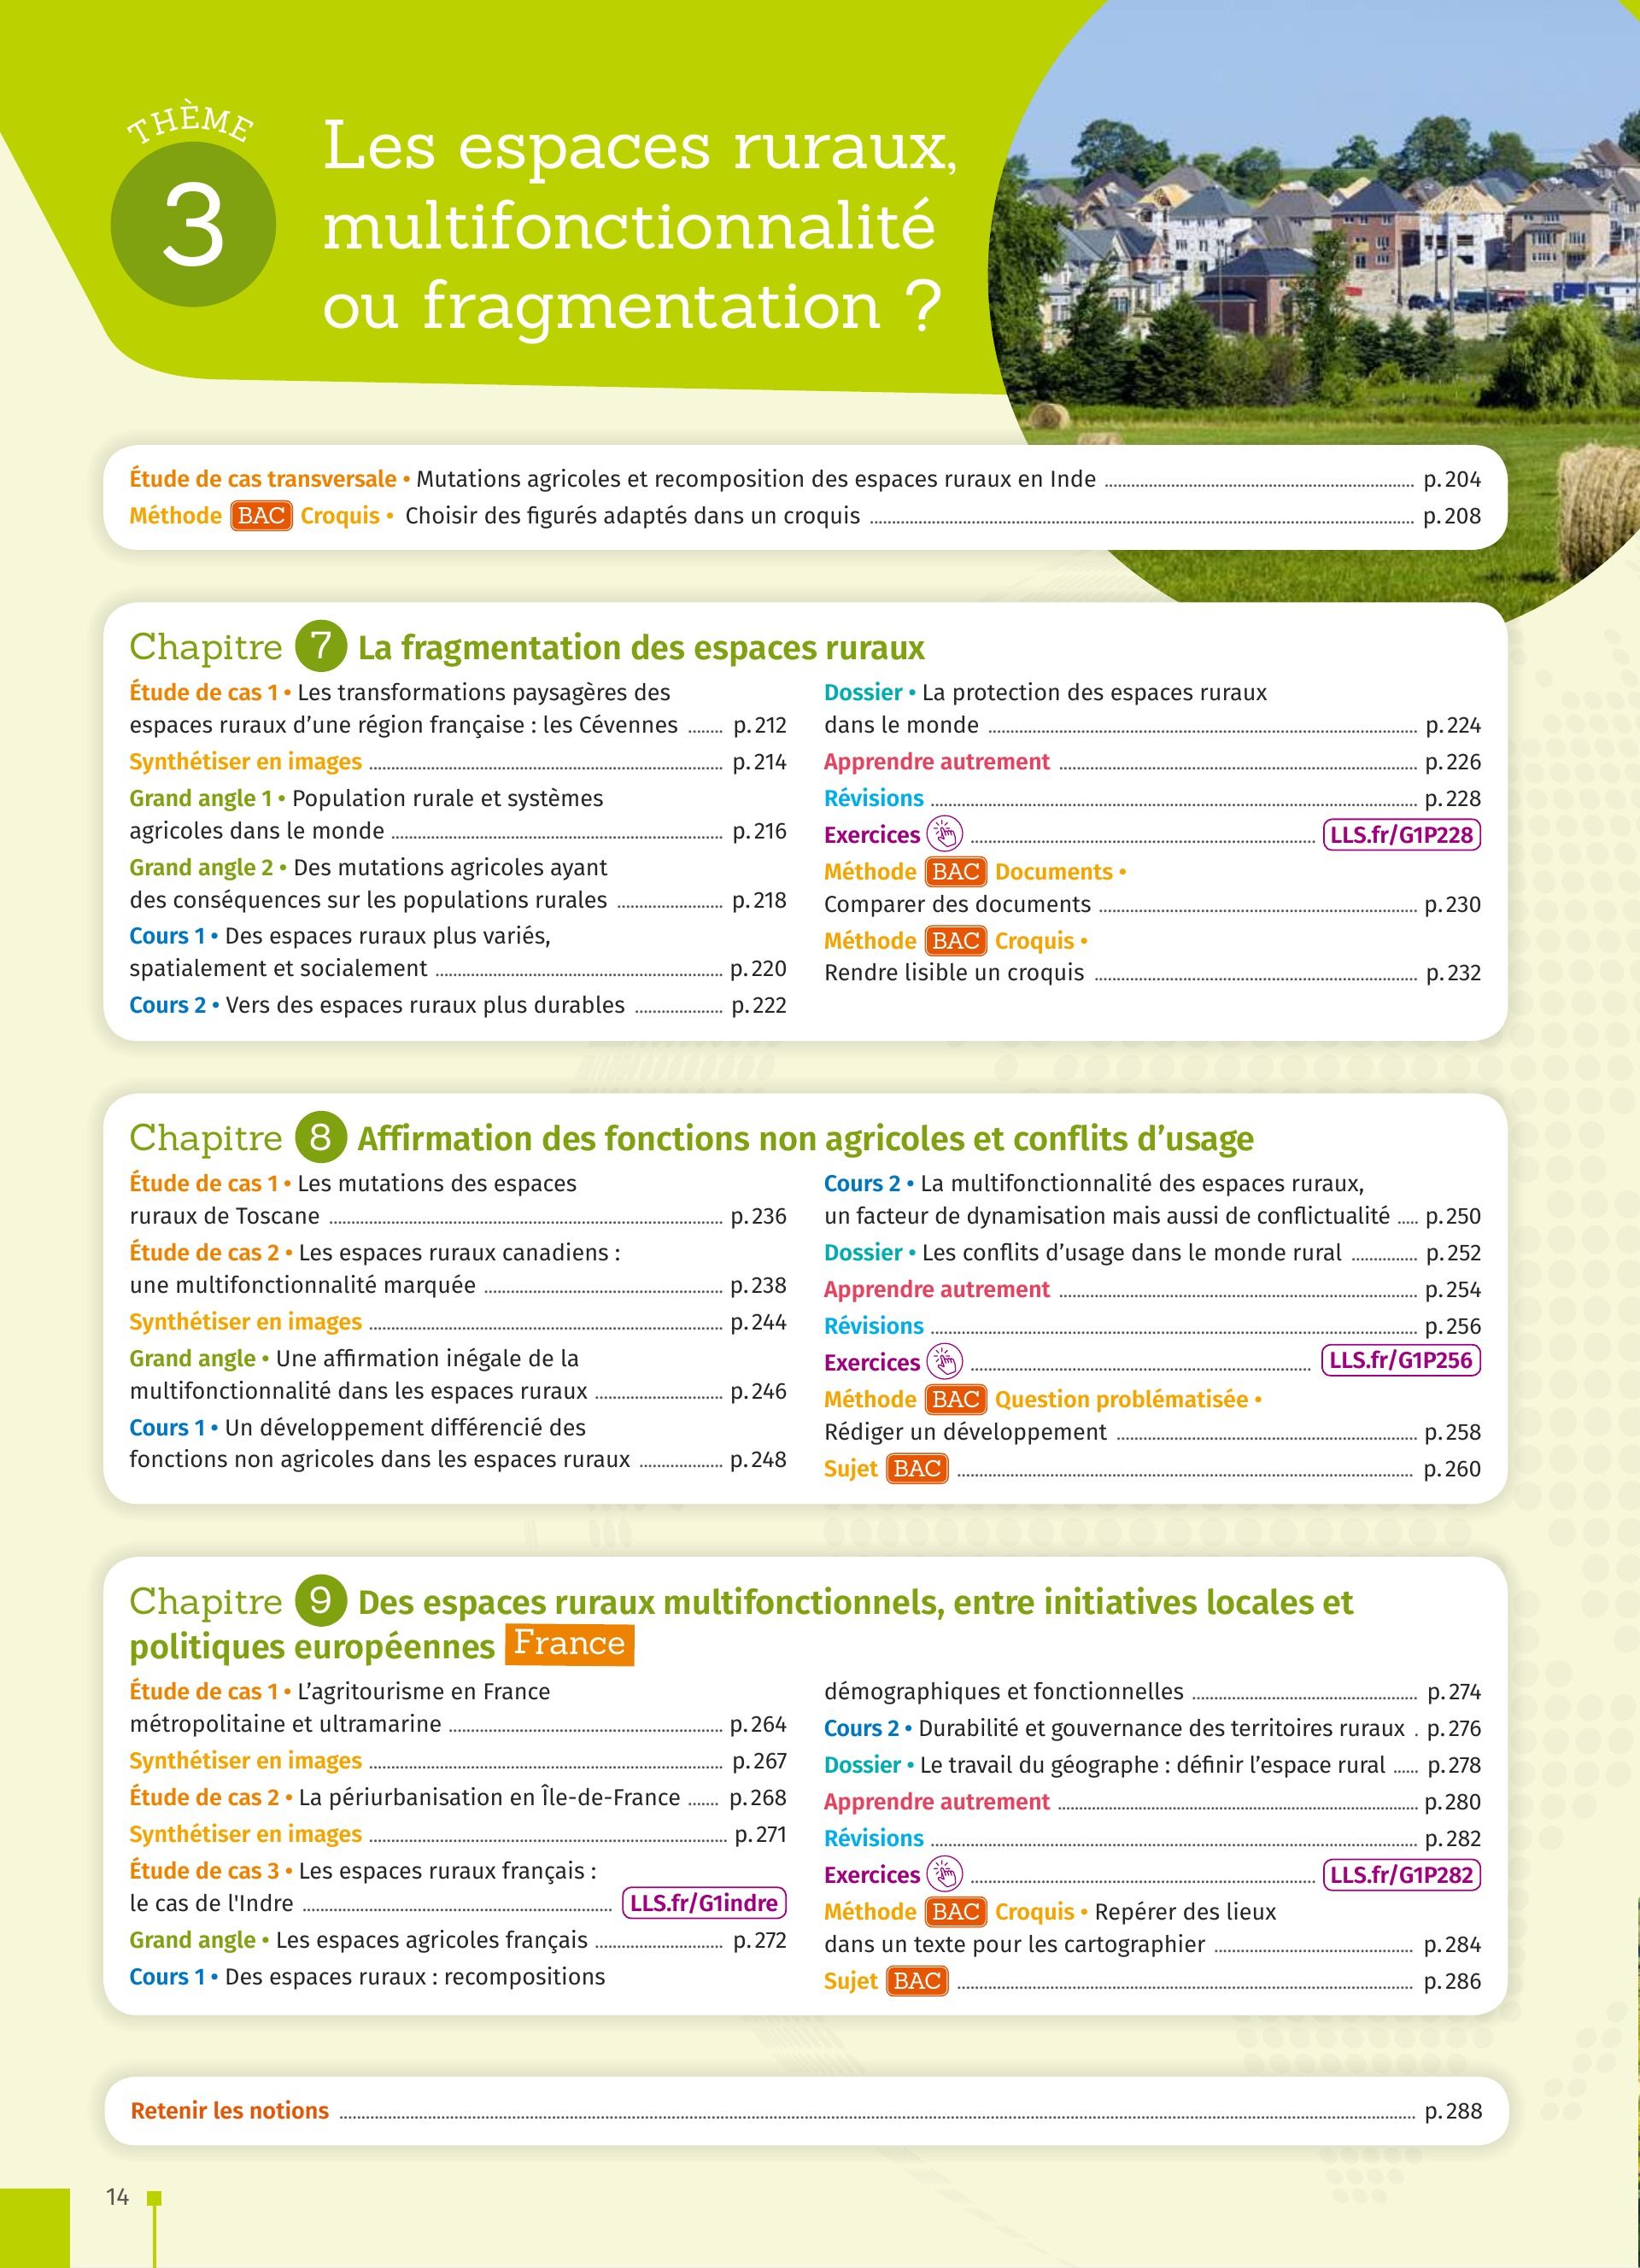 THÈME
3
Les espaces ruraux,
multifonctionnalité
ou fragmentation ?
Étude de cas transversale • Mutations agricoles et recomposition des espaces ruraux en Inde p. 204
Méthode BAC Croquis • Choisir des figurés adaptés dans un croquis p. 208
Chapitre 7 La fragmentation des espaces ruraux
Étude de cas 1 • Les transformations paysagères des
espaces ruraux d’une région française : les Cévennes p. 212
Synthétiser en images p. 214
Grand angle 1 • Population rurale et systèmes
agricoles dans le monde p. 216
Grand angle 2 • Des mutations agricoles ayant
des conséquences sur les populations rurales p. 218
Cours 1 • Des espaces ruraux plus variés,
spatialement et socialement p. 220
Cours 2 • Vers des espaces ruraux plus durables p. 222
Dossier • La protection des espaces ruraux
dans le monde p. 224
Apprendre autrement p. 226
Révisions p. 228
Exercices LLS.fr/G1P228
Méthode BAC Documents •
Comparer des documents p. 230
Méthode BAC Croquis •
Rendre lisible un croquis p. 232
Chapitre 8 Affirmation des fonctions non agricoles et conflits d’usage
Étude de cas 1 • Les mutations des espaces
ruraux de Toscane p. 236
Étude de cas 2 • Les espaces ruraux canadiens :
une multifonctionnalité marquée p. 238
Synthétiser en images p. 244
Grand angle • Une affirmation inégale de la
multifonctionnalité dans les espaces ruraux p. 246
Cours 1 • Un développement différencié des
fonctions non agricoles dans les espaces ruraux p. 248
Cours 2 • La multifonctionnalité des espaces ruraux,
un facteur de dynamisation mais aussi de conflictualité p. 250
Dossier • Les conflits d’usage dans le monde rural p. 252
Apprendre autrement p. 254
Révisions p. 256
Exercices LLS.fr/G1P256
Méthode BAC Question problématisée •
Rédiger un développement p. 258
Sujet BAC p. 260
Chapitre 9 Des espaces ruraux multifonctionnels, entre initiatives locales et
politiques européennes France
Étude de cas 1 • L’agritourisme en France
métropolitaine et ultramarine p. 264
Synthétiser en images p. 267
Étude de cas 2 • La périurbanisation en Île-de-France p. 268
Synthétiser en images p. 271
Étude de cas 3 • Les espaces ruraux français :
le cas de l'Indre LLS.fr/G1indre
Grand angle • Les espaces agricoles français p. 272
Cours 1 • Des espaces ruraux : recompositions
démographiques et fonctionnelles p. 274
Cours 2 • Durabilité et gouvernance des territoires ruraux p. 276
Dossier • Le travail du géographe : définir l’espace rural p. 278
Apprendre autrement p. 280
Révisions p. 282
Exercices LLS.fr/G1P282
Méthode BAC Croquis • Repérer des lieux
dans un texte pour les cartographier p. 284
Sujet BAC p. 286
Retenir les notions p. 288
14